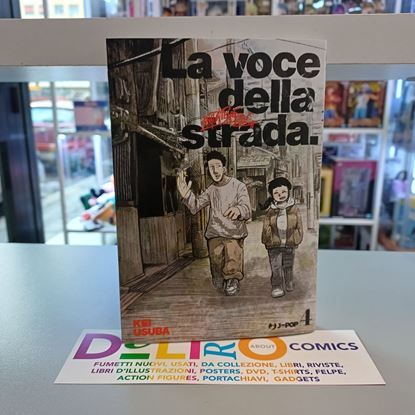 La voce
della
strada.
KEI
USUBA
J-POP 4
DELIRIO ABOUT COMICS
FUMETTI NUOVI, USATI, DA COLLEZIONE, LIBRI, RIVISTE,
LIBRI D'ILLUSTRAZIONI, POSTERS, DVD, T-SHIRTS, FELPE,
ACTION FIGURES, PORTACHIAVI, GADGETS